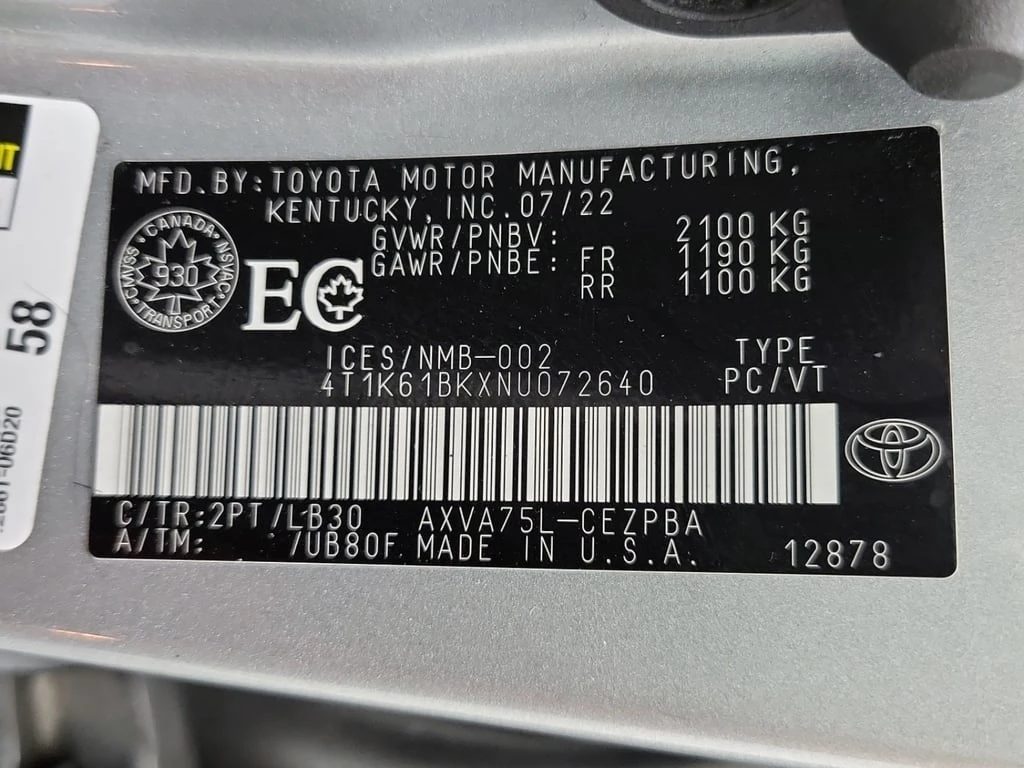 MFD. BY: TOYOTA MOTOR MANUFACTURING,
KENTUCKY, INC. 07/22
GVWR/PNBV: 2100 KG
GAWR/PNBE: FR 1190 KG
RR 1100 KG
CANADA
CMVSS 930 NSVAC
TRANSPORT
EC
ICES/NMB-002
TYPE
4T1K61BKXNU072640 PC/VT
C/TR: 2PT /LB30 AXVA75L-CEZPBA
A/TM: /UB80F MADE IN U.S.A. 12878
58